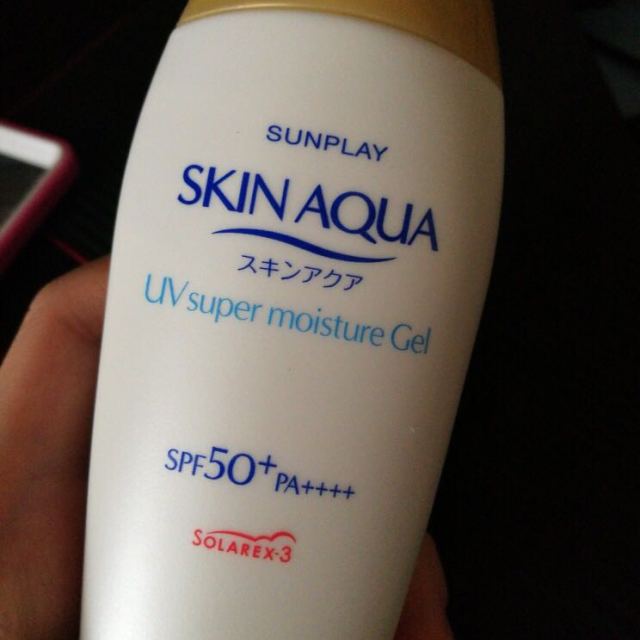 SUNPLAY
SKIN AQUA
スキンアクア
UV super moisture Gel
SPF50+ PA++++
SOLAREX-3